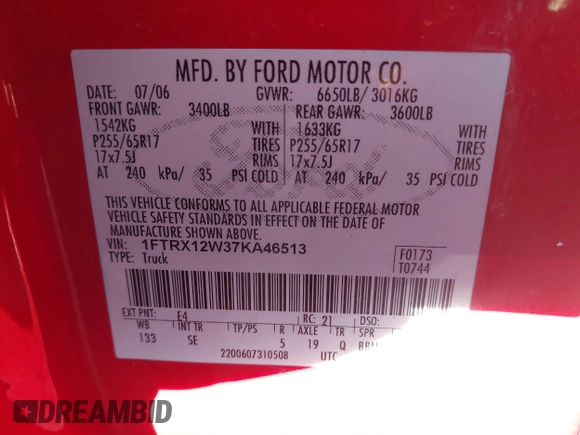 MFD. BY FORD MOTOR CO.
DATE: 07/06 GVWR: 6650LB/ 3016KG
FRONT GAWR: 3400LB REAR GAWR: 3600LB
1542KG WITH 1633KG WITH
P255/65R17 TIRES P255/65R17 TIRES
17x7.5J RIMS 17x7.5J RIMS
AT 240 kPa/ 35 PSI COLD AT 240 kPa/ 35 PSI COLD
THIS VEHICLE CONFORMS TO ALL APPLICABLE FEDERAL MOTOR
VEHICLE SAFETY STANDARDS IN EFFECT ON THE DATE OF
MANUFACTURE SHOWN ABOVE.
VIN: 1FTRX12W37KA46513
TYPE: Truck
F0173
T0744
EXT PNT: E4 RC: 21 DSO:
WB INT TR TP/PS R AXLE TR SPR
133 SE 5 19 Q
2200607310508 UTC
Ford
DREAMBID